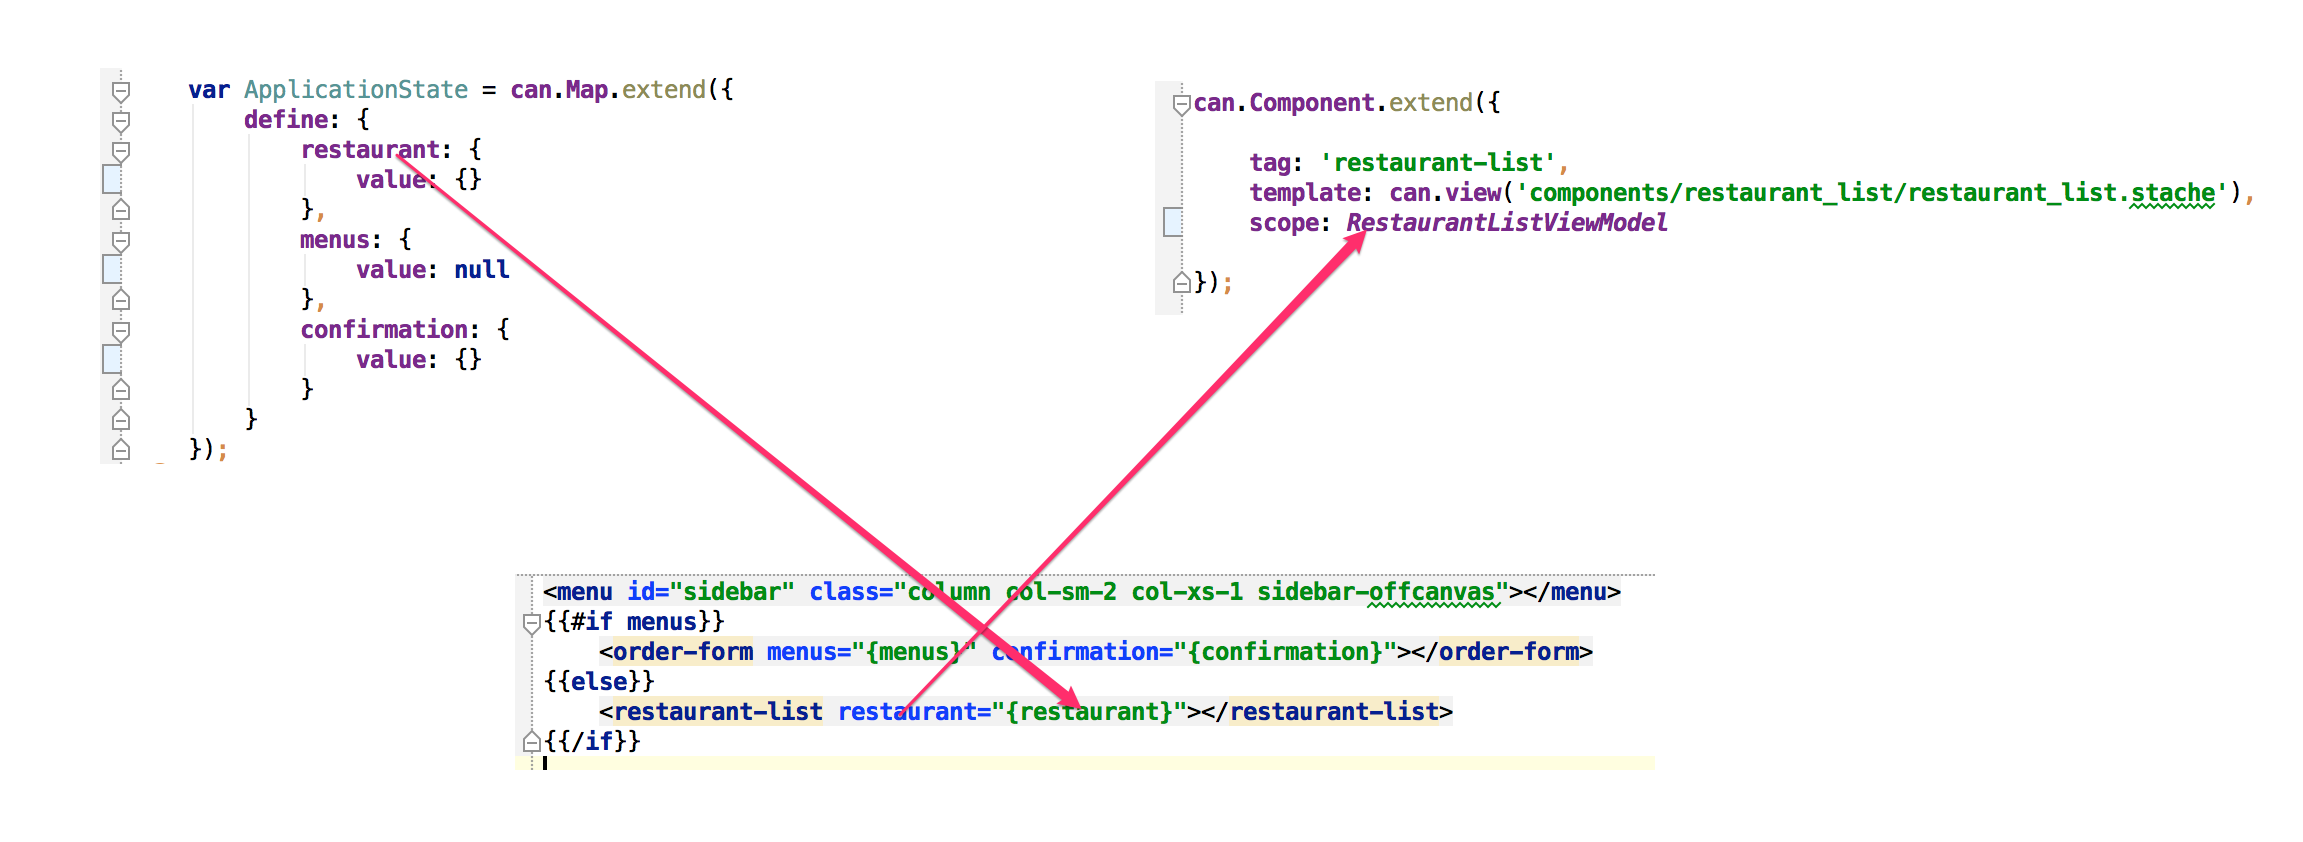 var ApplicationState = can.Map.extend({
define: {
restaurant: {
value: {}
},
menus: {
value: null
},
confirmation: {
value: {}
}
}
});
can.Component.extend({
tag: 'restaurant-list',
template: can.view('components/restaurant_list/restaurant_list.stache'),
scope: RestaurantListViewModel
});
<menu id="sidebar" class="column col-sm-2 col-xs-1 sidebar-offcanvas"></menu>
{{#if menus}}
<order-form menus="{menus}" confirmation="{confirmation}"></order-form>
{{else}}
<restaurant-list restaurant="{restaurant}"></restaurant-list>
{{/if}}